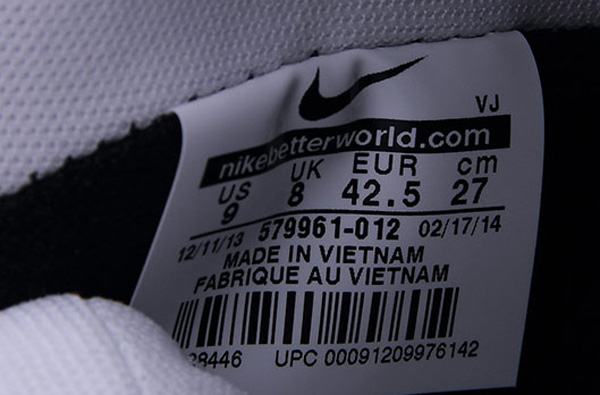 VJ
nikebetterworld.com
US UK EUR cm
9 8 42.5 27
12/11/13 579961-012 02/17/14
MADE IN VIETNAM
FABRIQUE AU VIETNAM
28446 UPC 00091209976142